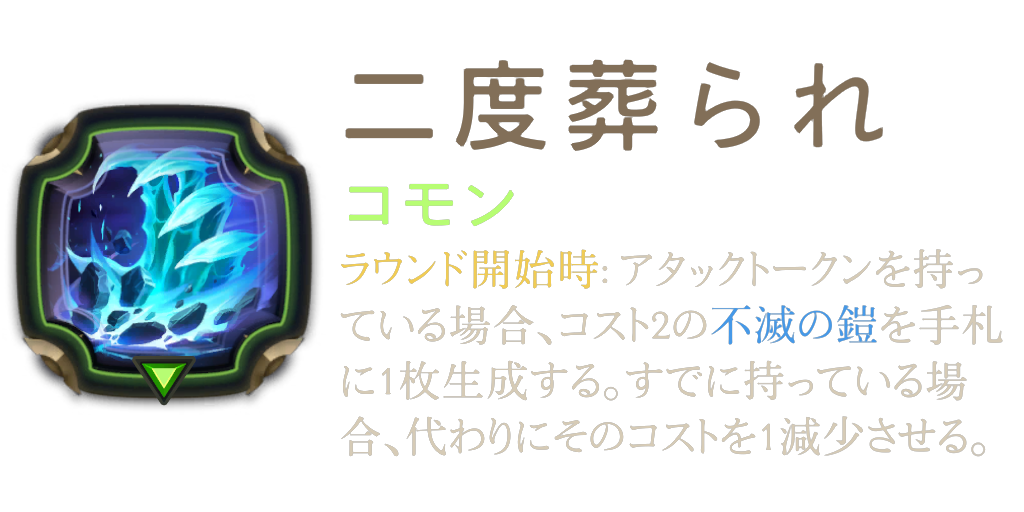 二度葬られ
コモン
ラウンド開始時: アタックトークンを持っ
ている場合、コスト2の不滅の鎧を手札
に1枚生成する。すでに持っている場
合、代わりにそのコストを1減少させる。